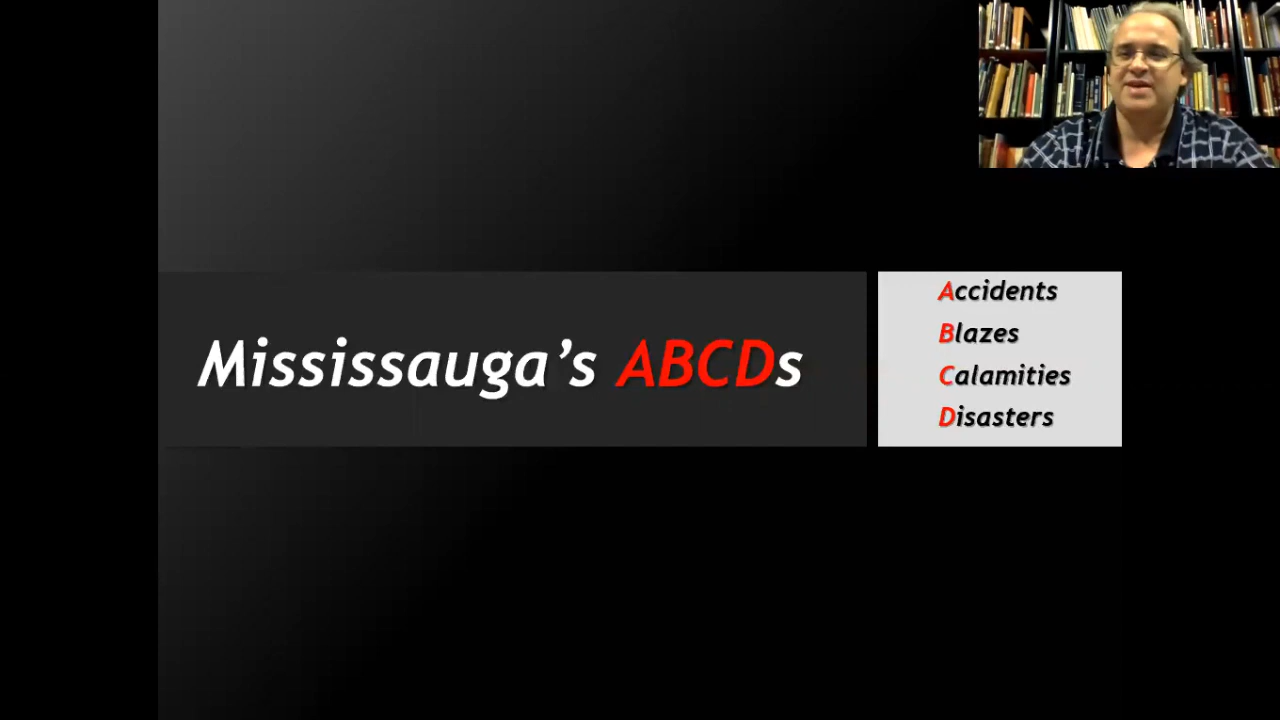 Mississauga’s ABCDs
Accidents
Blazes
Calamities
Disasters